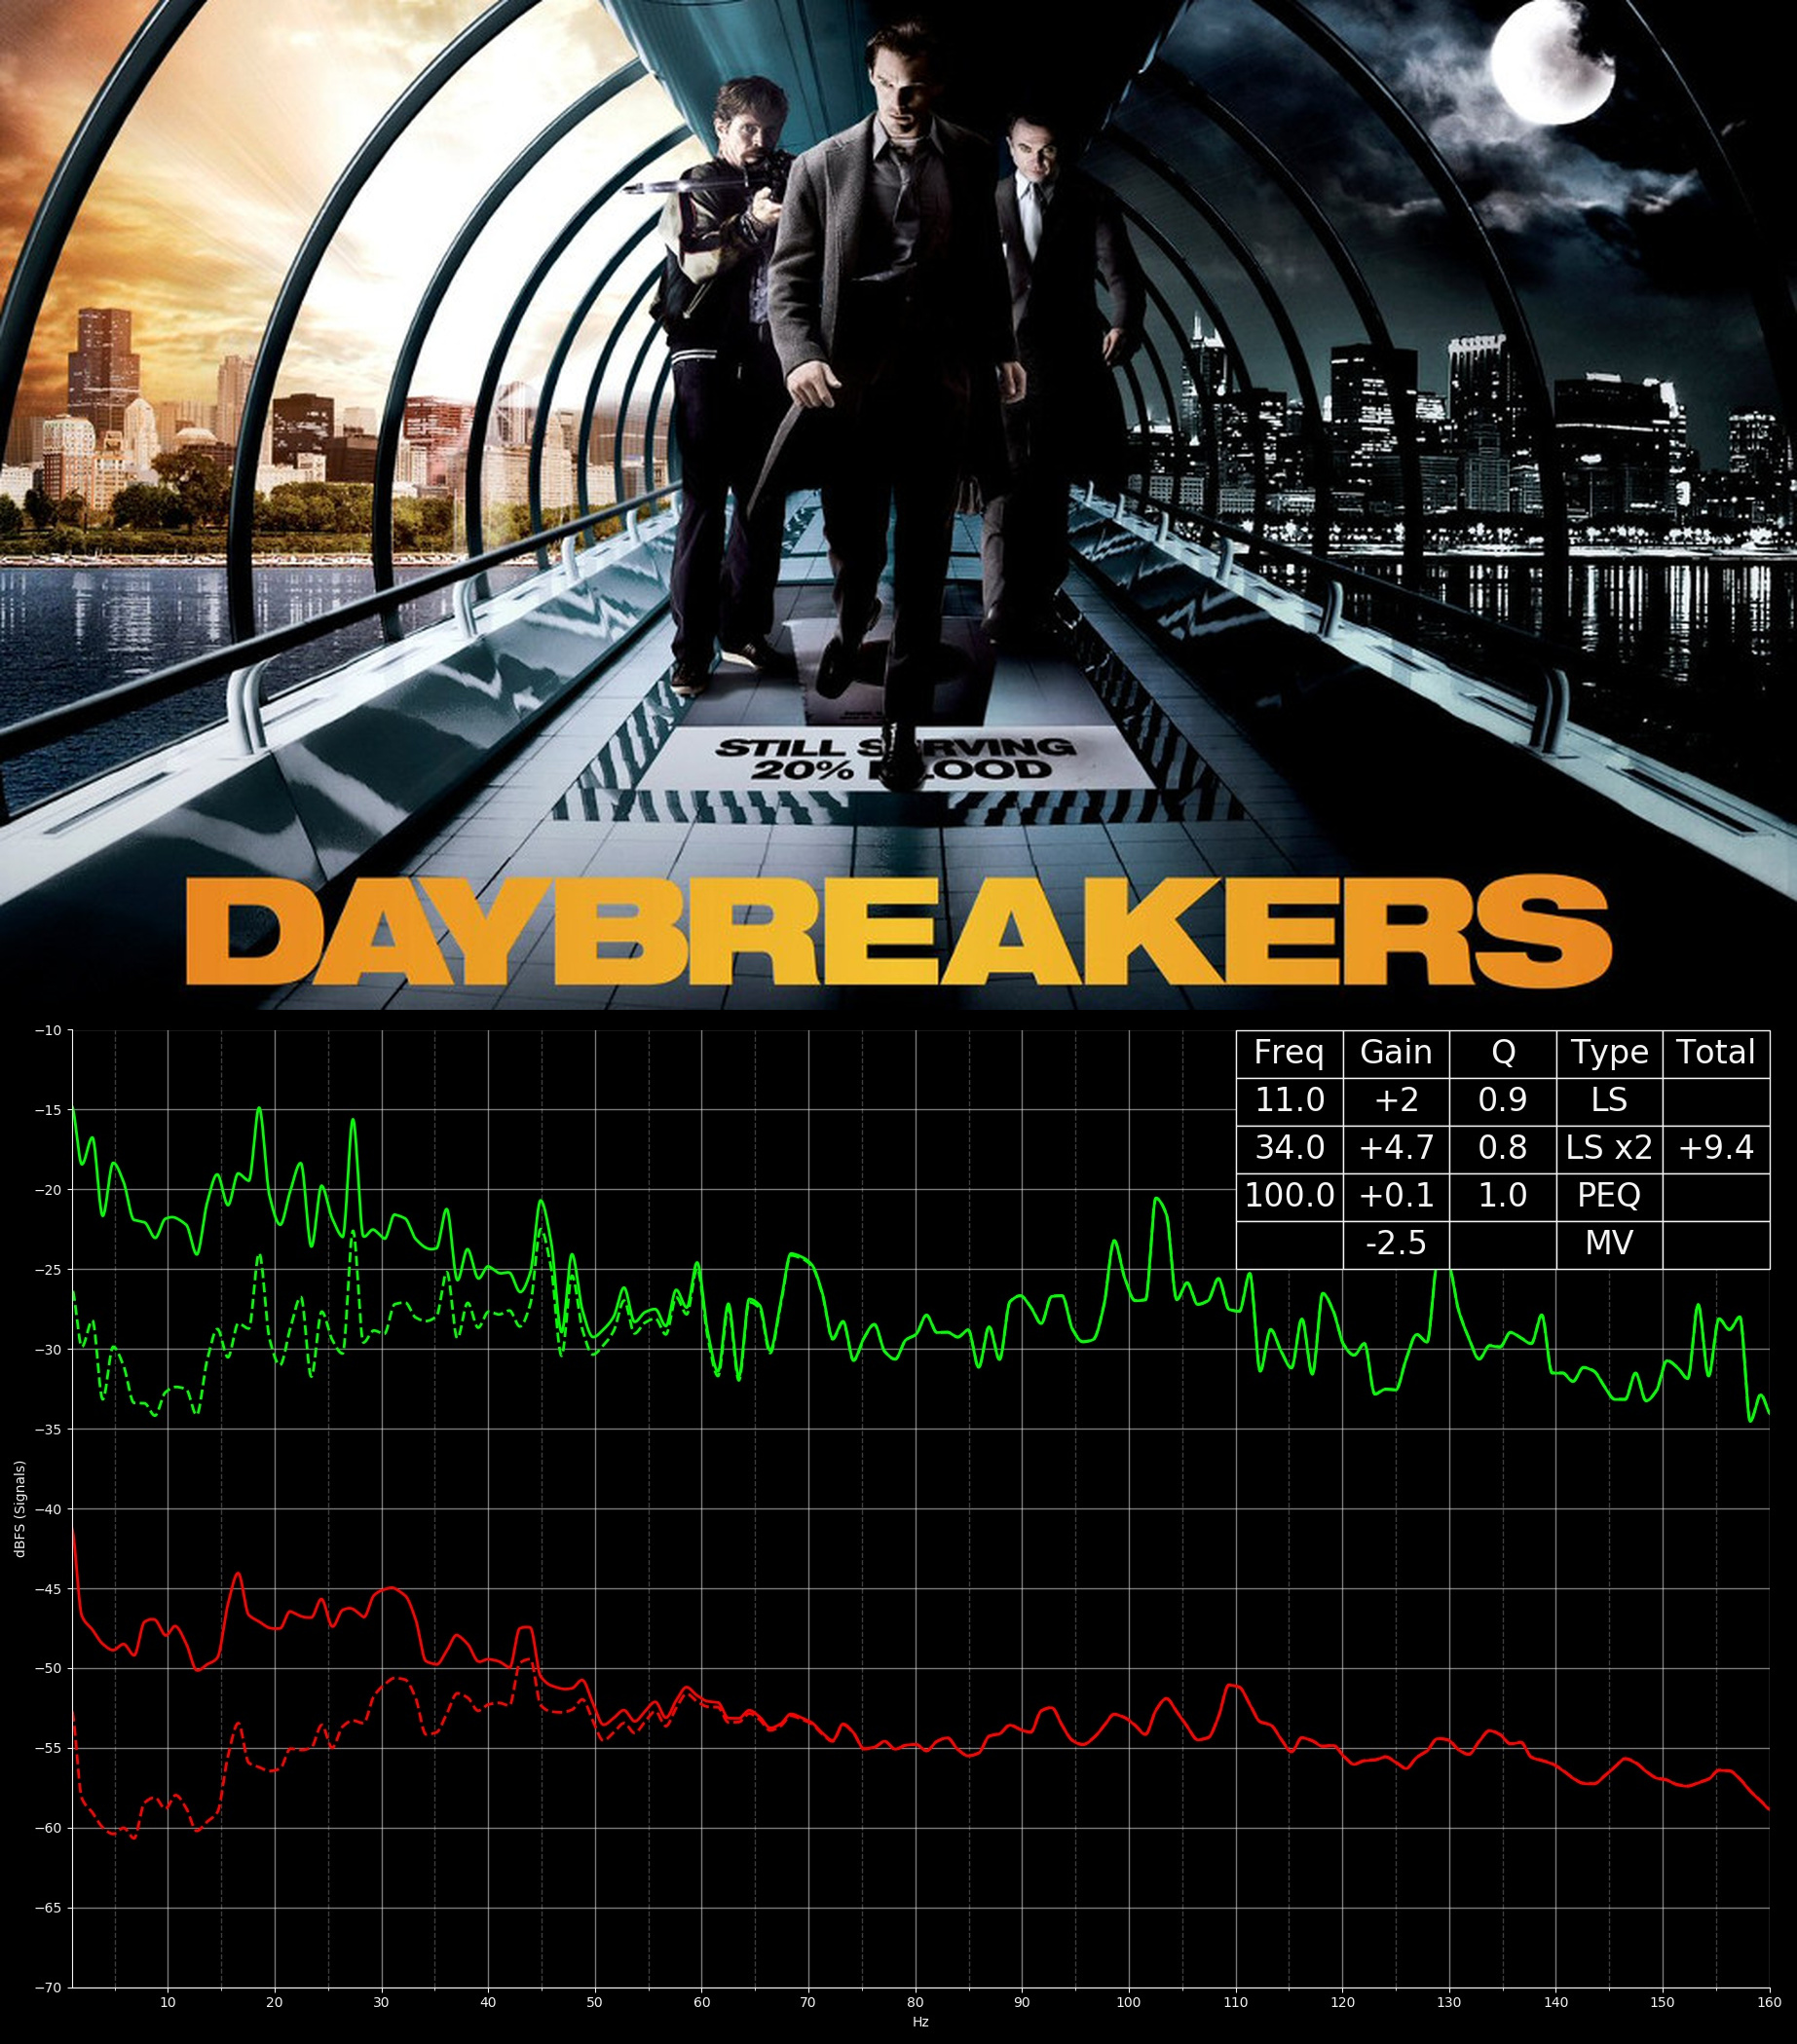 STILL S RVING
20% LOOD
DAYBREAKERS
Freq Gain Q Type Total
11.0 +2 0.9 LS
34.0 +4.7 0.8 LS x2 +9.4
100.0 +0.1 1.0 PEQ
-2.5 MV
−10
−15
−20
−25
−30
−35
−40
−45
−50
−55
−60
−65
−70
dBFS (Signals)
10 20 30 40 50 60 70 80 90 100 110 120 130 140 150 160
Hz